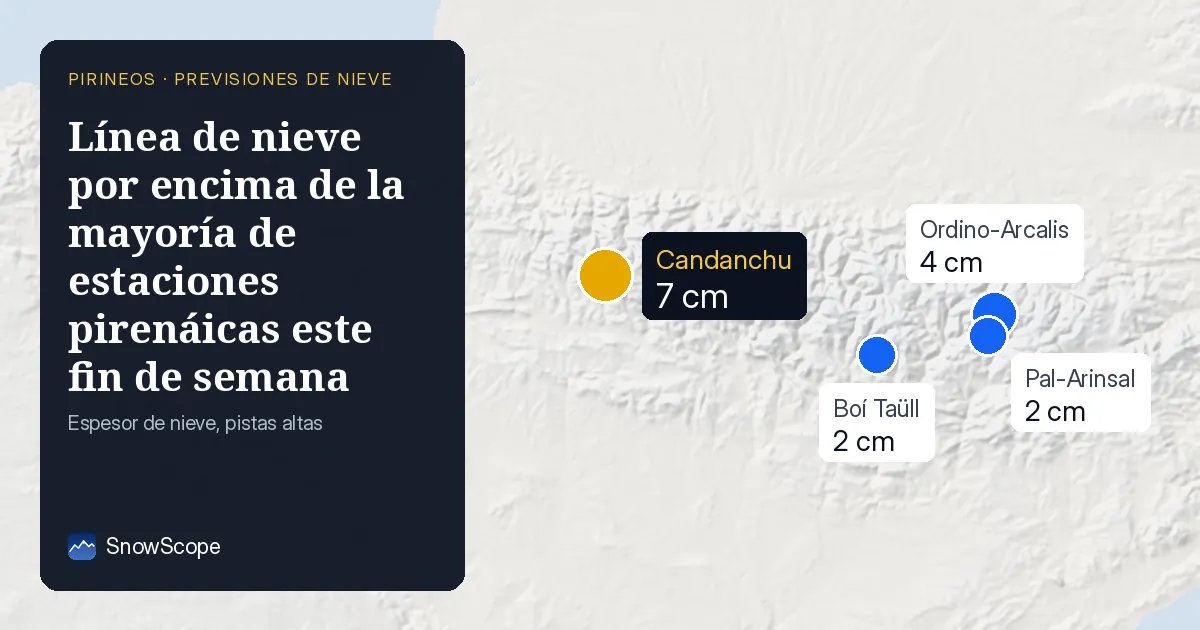 PIRINEOS · PREVISIONES DE NIEVE
Línea de nieve
por encima de la
mayoría de
estaciones
pirenáicas este
fin de semana
Espesor de nieve, pistas altas
SnowScope
Candanchu
7 cm
Ordino-Arcalis
4 cm
Boí Taüll
2 cm
Pal-Arinsal
2 cm